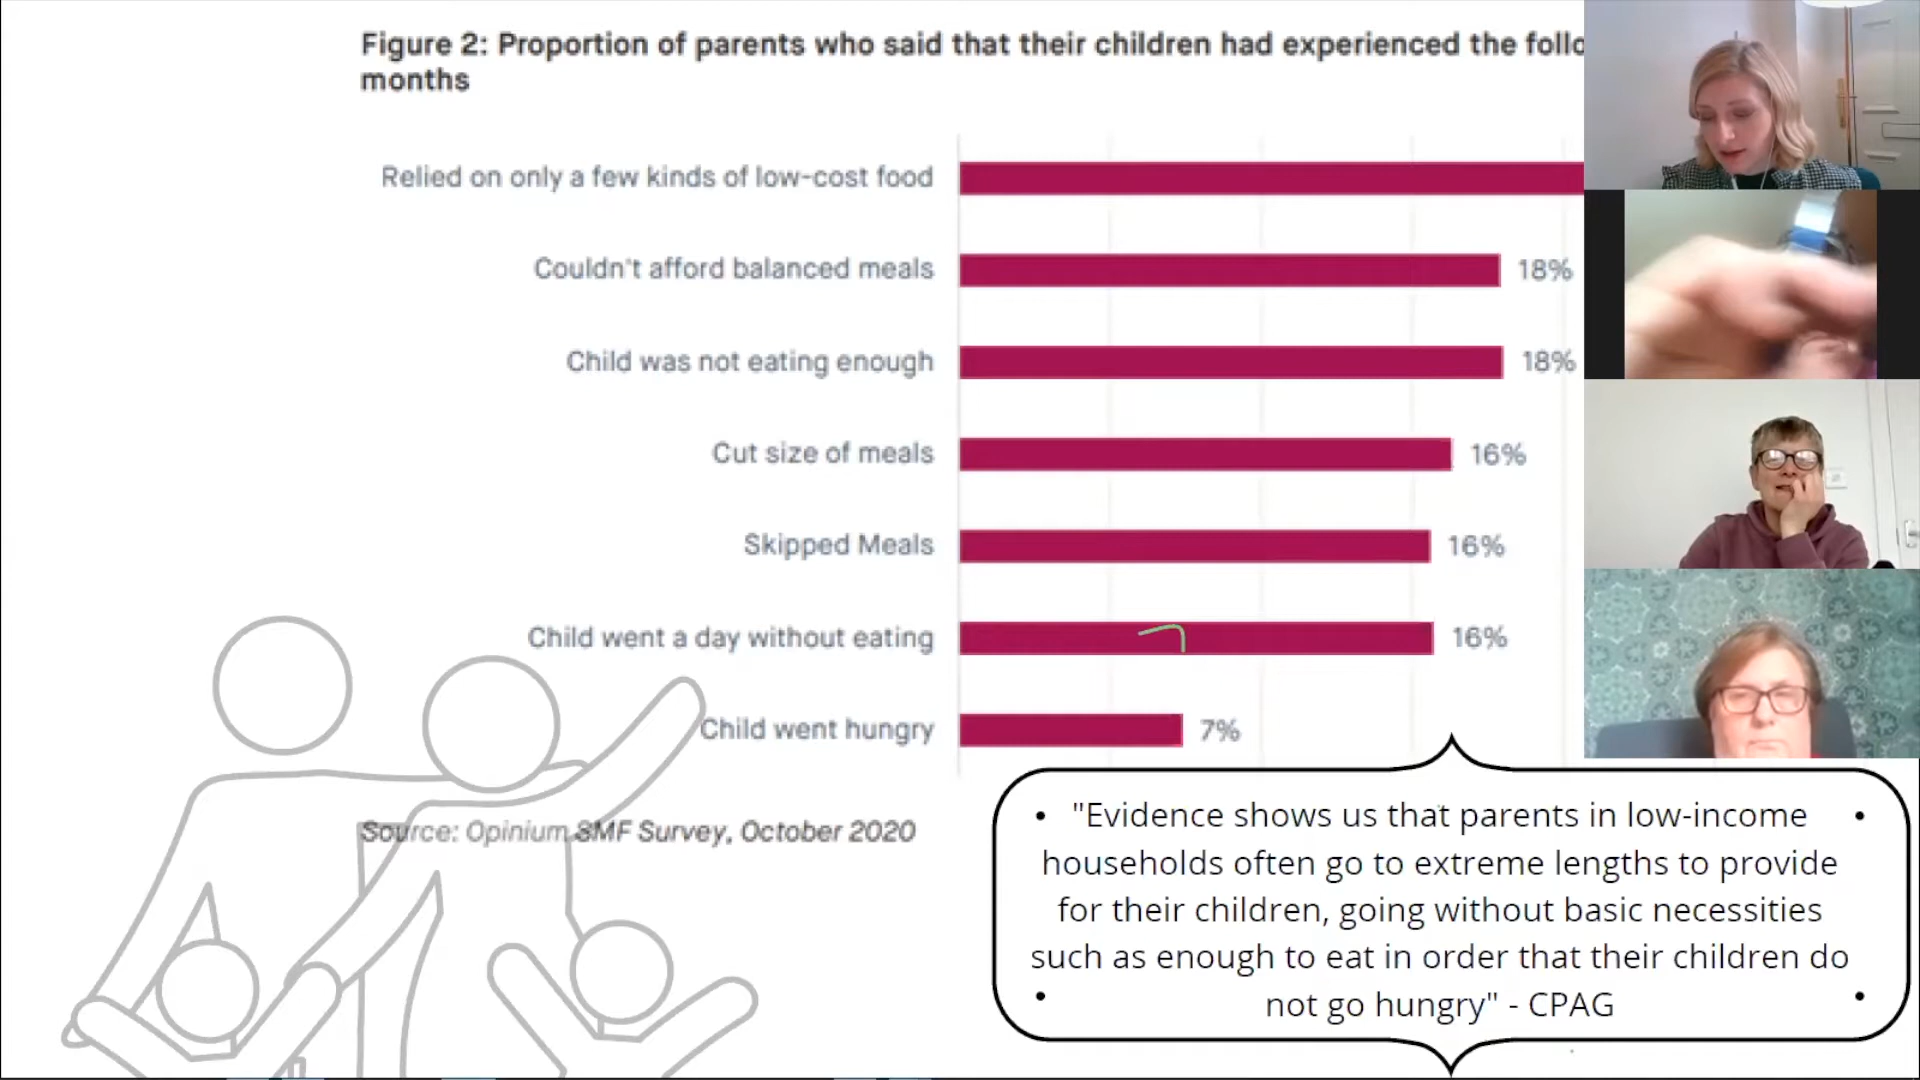 Figure 2: Proportion of parents who said that their children had experienced the follo
months
Relied on only a few kinds of low-cost food
Couldn't afford balanced meals 18%
Child was not eating enough 18%
Cut size of meals 16%
Skipped Meals 16%
Child went a day without eating 16%
Child went hungry 7%
Source: Opinium SMF Survey, October 2020
• "Evidence shows us that parents in low-income •
households often go to extreme lengths to provide
for their children, going without basic necessities
such as enough to eat in order that their children do
• not go hungry" - CPAG •